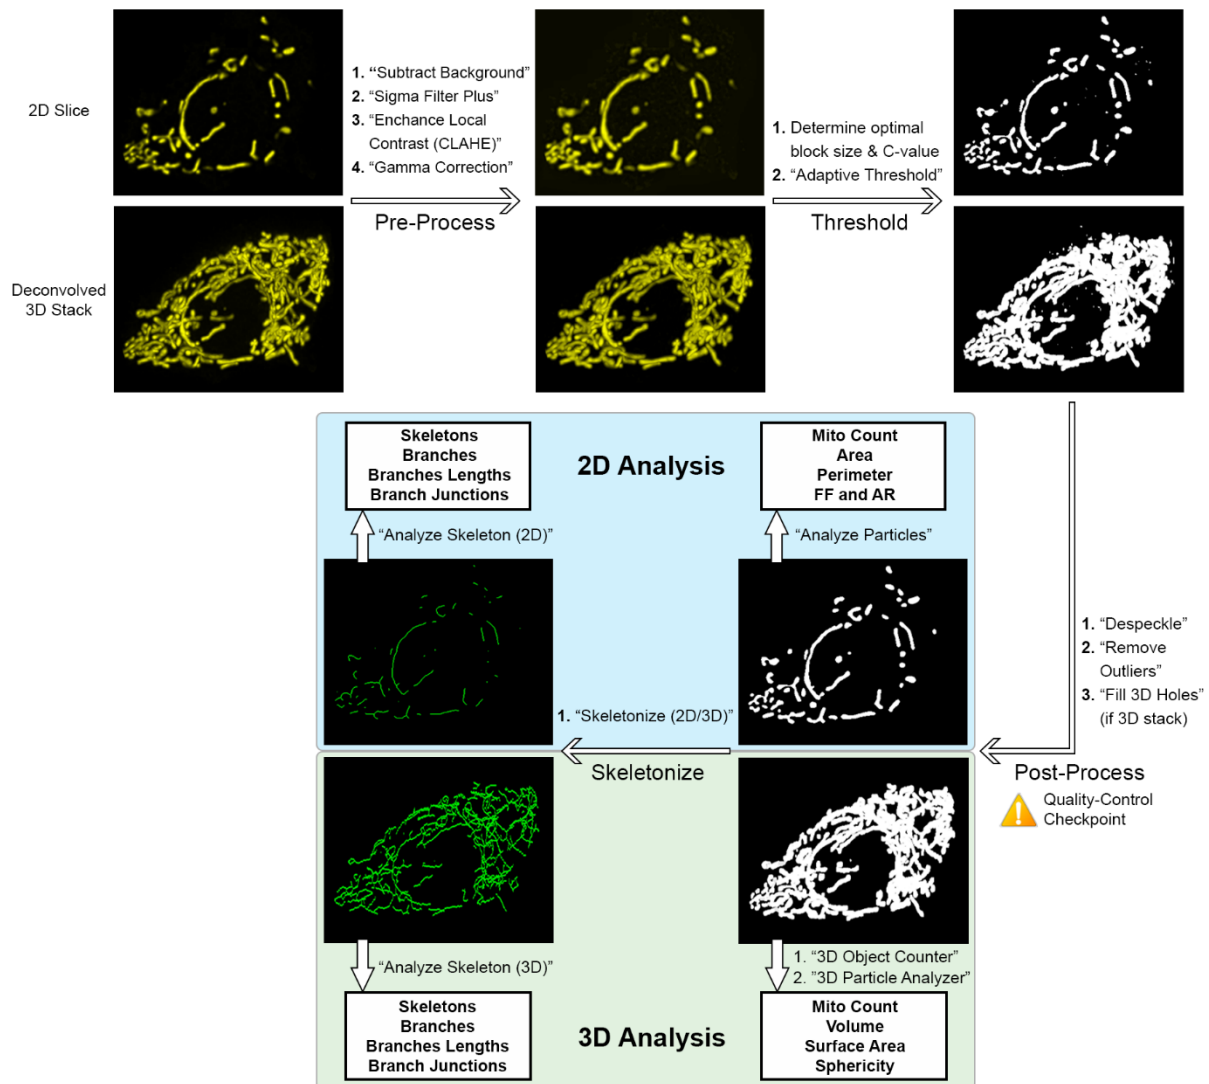 2D Slice
1. “Subtract Background”
2. “Sigma Filter Plus”
3. “Enchance Local
Contrast (CLAHE)”
4. “Gamma Correction”
Pre-Process
1. Determine optimal
block size & C-value
2. “Adaptive Threshold”
Threshold
Deconvolved
3D Stack
Skeletons
Branches
Branches Lengths
Branch Junctions
2D Analysis
Mito Count
Area
Perimeter
FF and AR
“Analyze Skeleton (2D)”
“Analyze Particles”
1. “Despeckle”
2. “Remove
Outliers”
3. “Fill 3D Holes”
(if 3D stack)
1. “Skeletonize (2D/3D)”
Skeletonize
Post-Process
Quality-Control
Checkpoint
“Analyze Skeleton (3D)”
1. “3D Object Counter”
2. ”3D Particle Analyzer”
Skeletons
Branches
Branches Lengths
Branch Junctions
3D Analysis
Mito Count
Volume
Surface Area
Sphericity